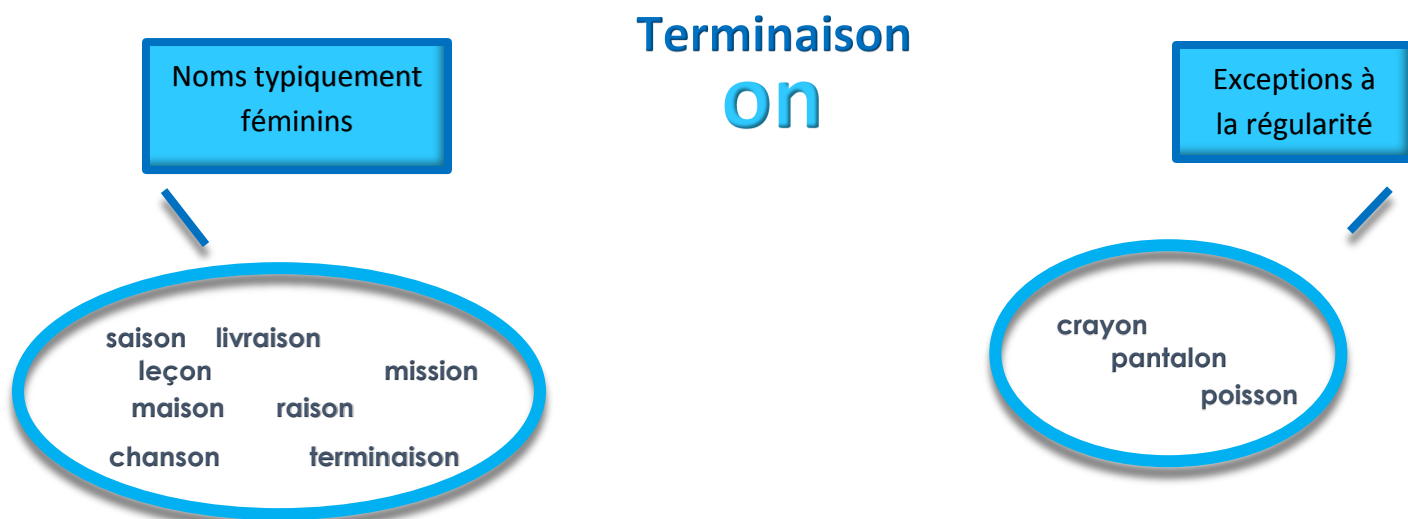 Terminaison
on
Noms typiquement
féminins
Exceptions à
la régularité
saison livraison
leçon mission
maison raison
chanson terminaison
crayon
pantalon
poisson